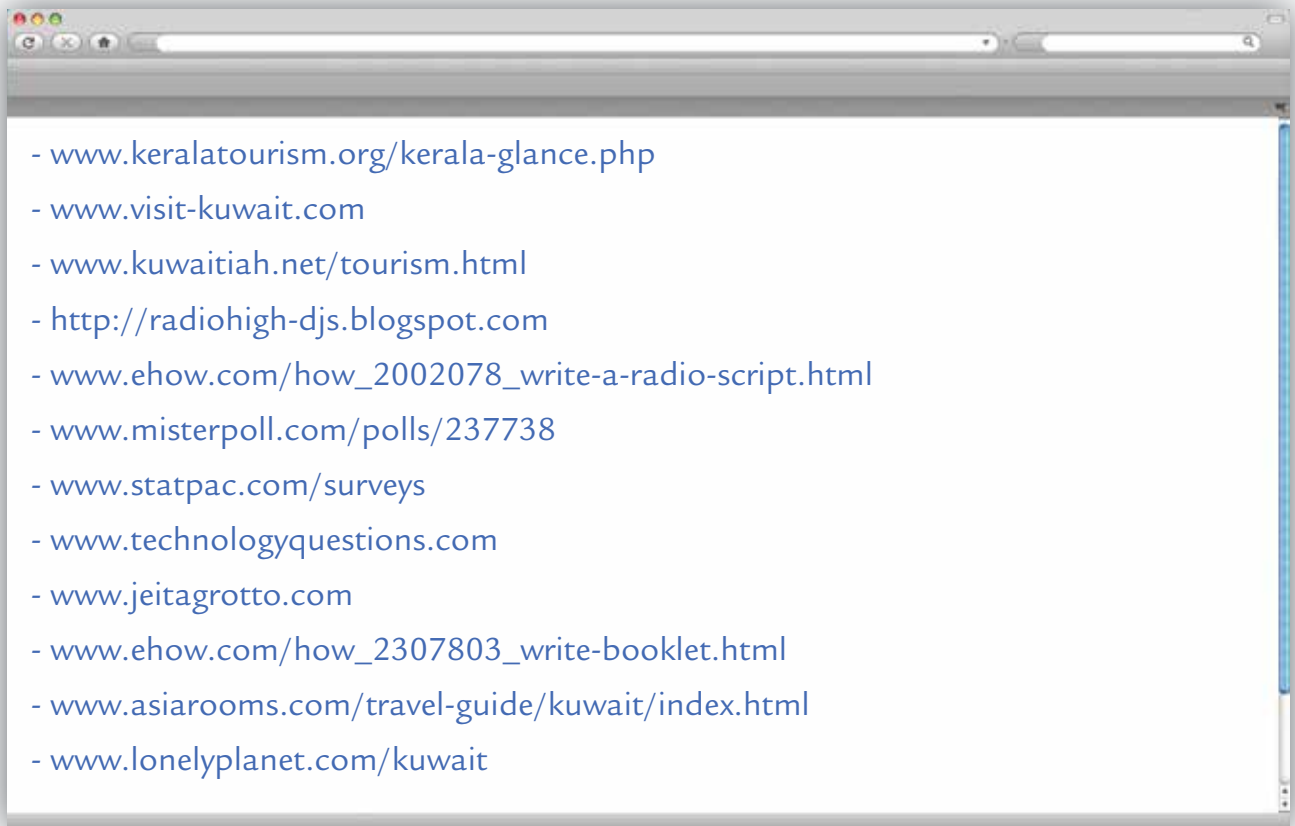 - www.keralatourism.org/kerala-glance.php
- www.visit-kuwait.com
- www.kuwaitiah.net/tourism.html
- http://radiohigh-djs.blogspot.com
- www.ehow.com/how_2002078_write-a-radio-script.html
- www.misterpoll.com/polls/237738
- www.statpac.com/surveys
- www.technologyquestions.com
- www.jeitagrotto.com
- www.ehow.com/how_2307803_write-booklet.html
- www.asiarooms.com/travel-guide/kuwait/index.html
- www.lonelyplanet.com/kuwait